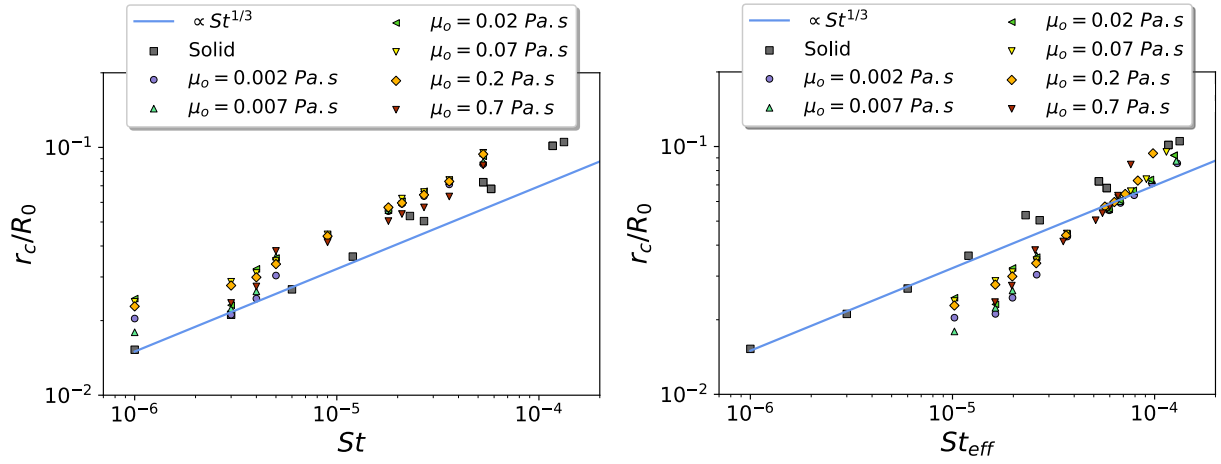 ∝ St^{1/3}
Solid
μ_o = 0.002 Pa.s
μ_o = 0.007 Pa.s
μ_o = 0.02 Pa.s
μ_o = 0.07 Pa.s
μ_o = 0.2 Pa.s
μ_o = 0.7 Pa.s
r_c/R_0
10^{-1}
10^{-2}
10^{-6}
10^{-5}
10^{-4}
St
∝ St^{1/3}
Solid
μ_o = 0.002 Pa.s
μ_o = 0.007 Pa.s
μ_o = 0.02 Pa.s
μ_o = 0.07 Pa.s
μ_o = 0.2 Pa.s
μ_o = 0.7 Pa.s
r_c/R_0
10^{-1}
10^{-2}
10^{-6}
10^{-5}
10^{-4}
St_{eff}